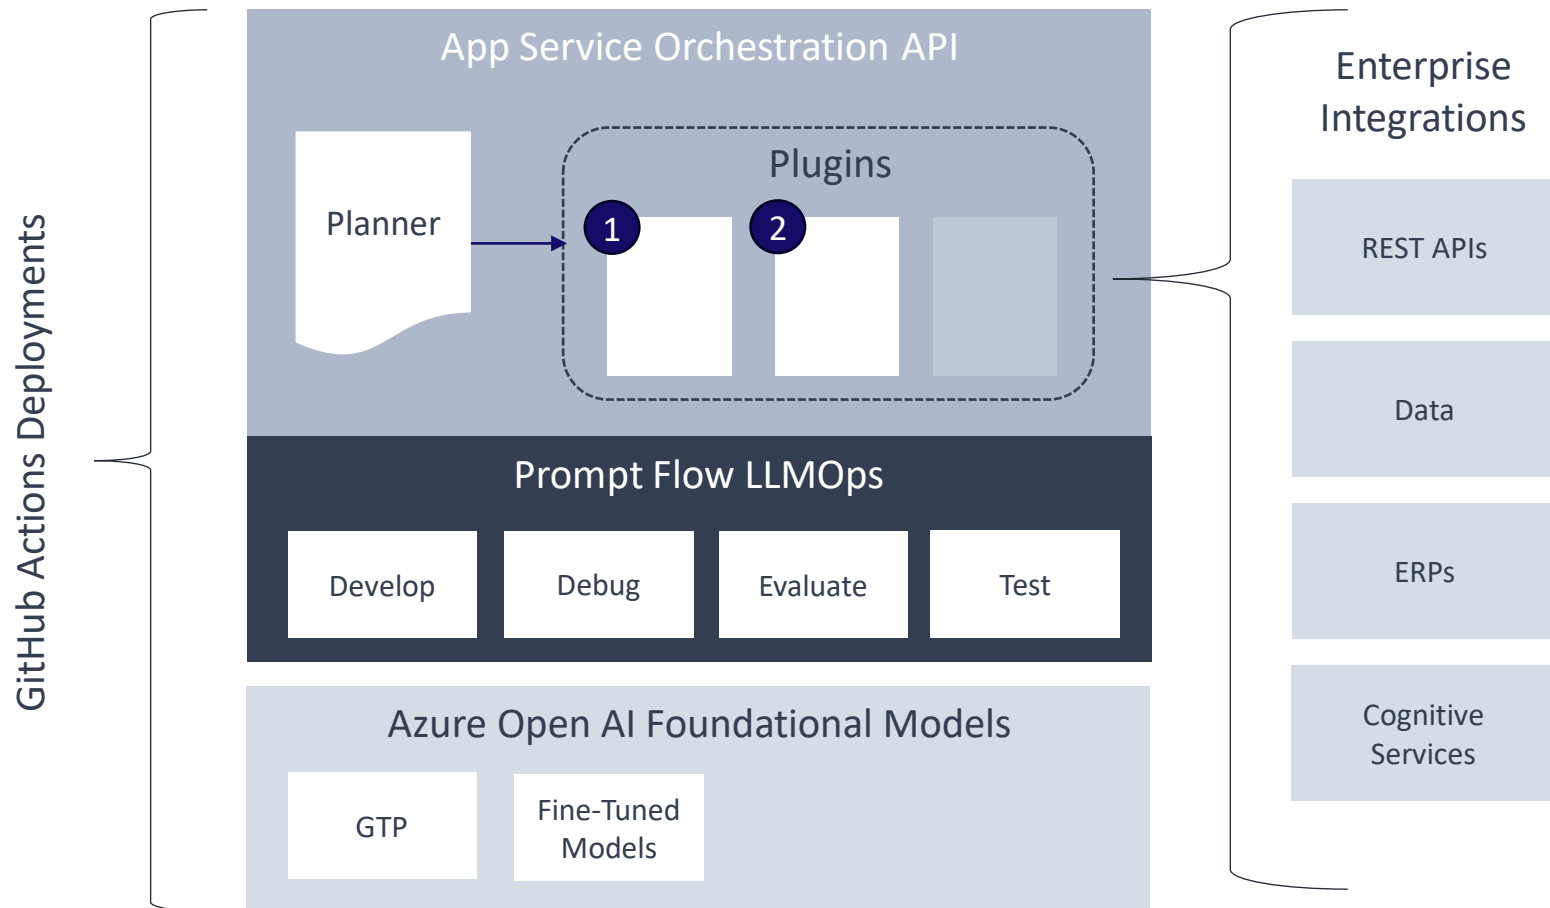 GitHub Actions Deployments
App Service Orchestration API
Planner
Plugins
1
2
Prompt Flow LLMOps
Develop
Debug
Evaluate
Test
Azure Open AI Foundational Models
GTP
Fine-Tuned
Models
Enterprise
Integrations
REST APIs
Data
ERPs
Cognitive
Services